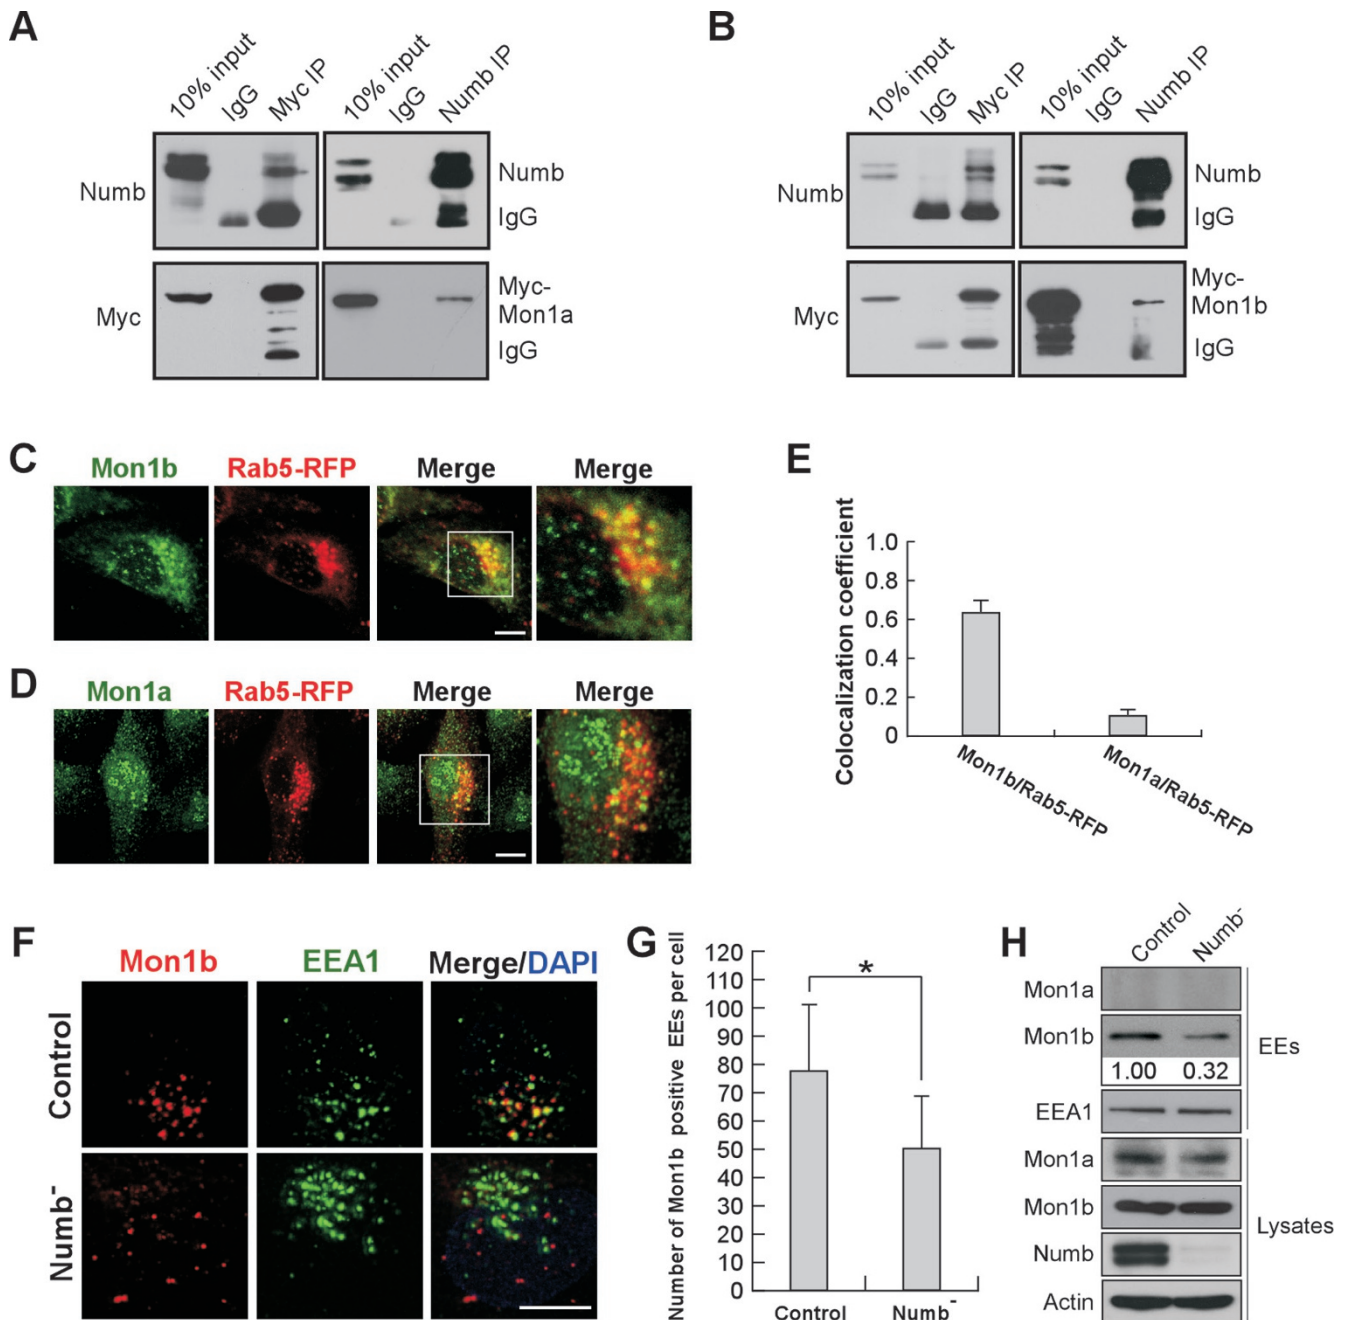 A
10% input
IgG
Myc IP
10% input
IgG
Numb IP
Numb
Numb
IgG
Myc
Myc-
Mon1a
IgG
B
10% input
IgG
Myc IP
10% input
IgG
Numb IP
Numb
Numb
IgG
Myc
Myc-
Mon1b
IgG
C
Mon1b
Rab5-RFP
Merge
Merge
D
Mon1a
Rab5-RFP
Merge
Merge
E
Colocalization coefficient
1.0
0.8
0.6
0.4
0.2
0
Mon1b/Rab5-RFP
Mon1a/Rab5-RFP
F
Mon1b
EEA1
Merge/DAPI
Control
Numb⁻
G
Number of Mon1b positive EEs per cell
120
110
100
90
80
70
60
50
40
30
20
10
0
*
Control
Numb⁻
H
Control
Numb⁻
Mon1a
Mon1b
1.00 0.32
EEA1
EEs
Mon1a
Mon1b
Numb
Actin
Lysates